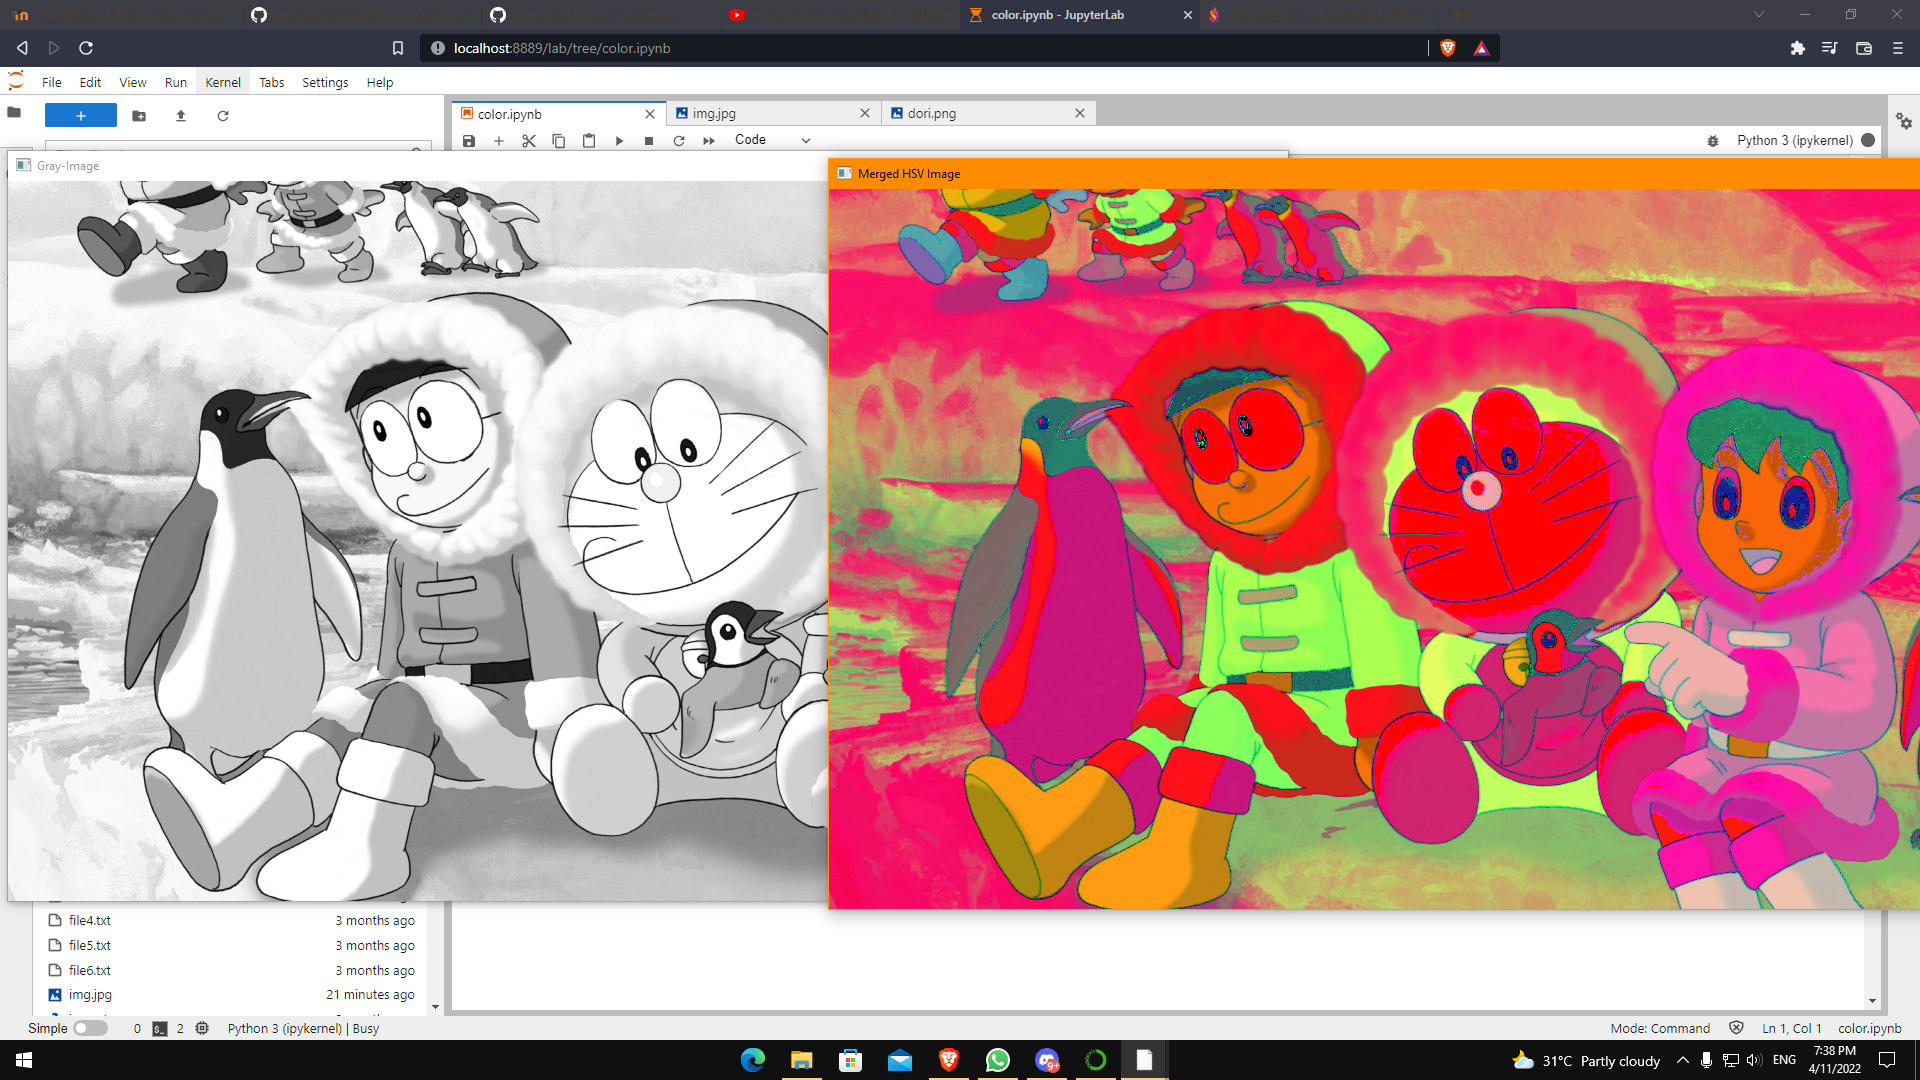 color.ipynb - JupyterLab
localhost:8889/lab/tree/color.ipynb
File Edit View Run Kernel Tabs Settings Help
color.ipynb img.jpg dori.png
Code Python 3 (ipykernel)
Gray-Image
Merged HSV Image
file4.txt 3 months ago
file5.txt 3 months ago
file6.txt 3 months ago
img.jpg 21 minutes ago
Simple 0 2 Python 3 (ipykernel) | Busy Mode: Command Ln 1, Col 1 color.ipynb
31°C Partly cloudy ENG 7:38 PM
4/11/2022